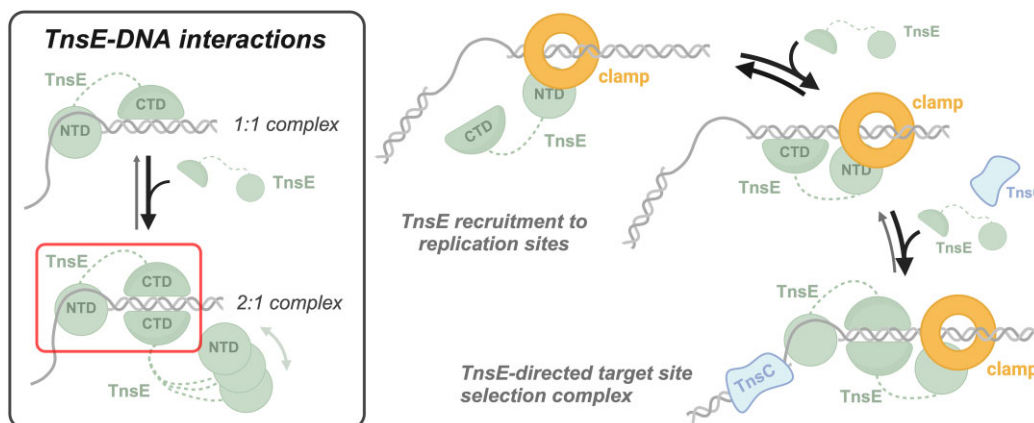 TnsE-DNA interactions
TnsE
CTD
NTD
1:1 complex
TnsE
TnsE
CTD
NTD
CTD
2:1 complex
NTD
TnsE
clamp
NTD
CTD
TnsE
TnsE recruitment to
replication sites
TnsE
clamp
CTD
NTD
TnsE
TnsE
TnsE
TnsC
TnsE
clamp
TnsE-directed target site
selection complex